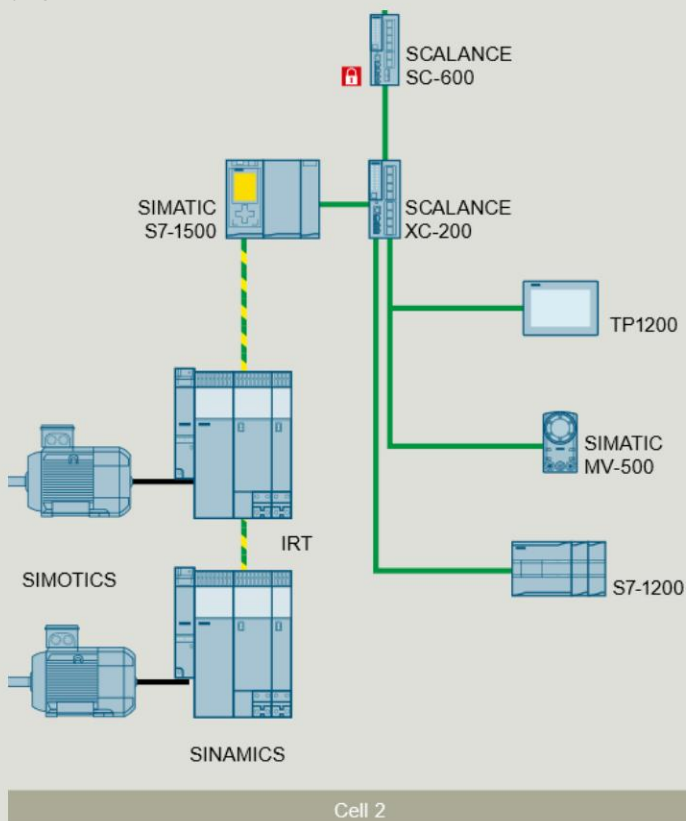 SCALANCE
SC-600
SIMATIC
S7-1500
SCALANCE
XC-200
TP1200
SIMATIC
MV-500
IRT
SIMOTICS
S7-1200
SINAMICS
Cell 2